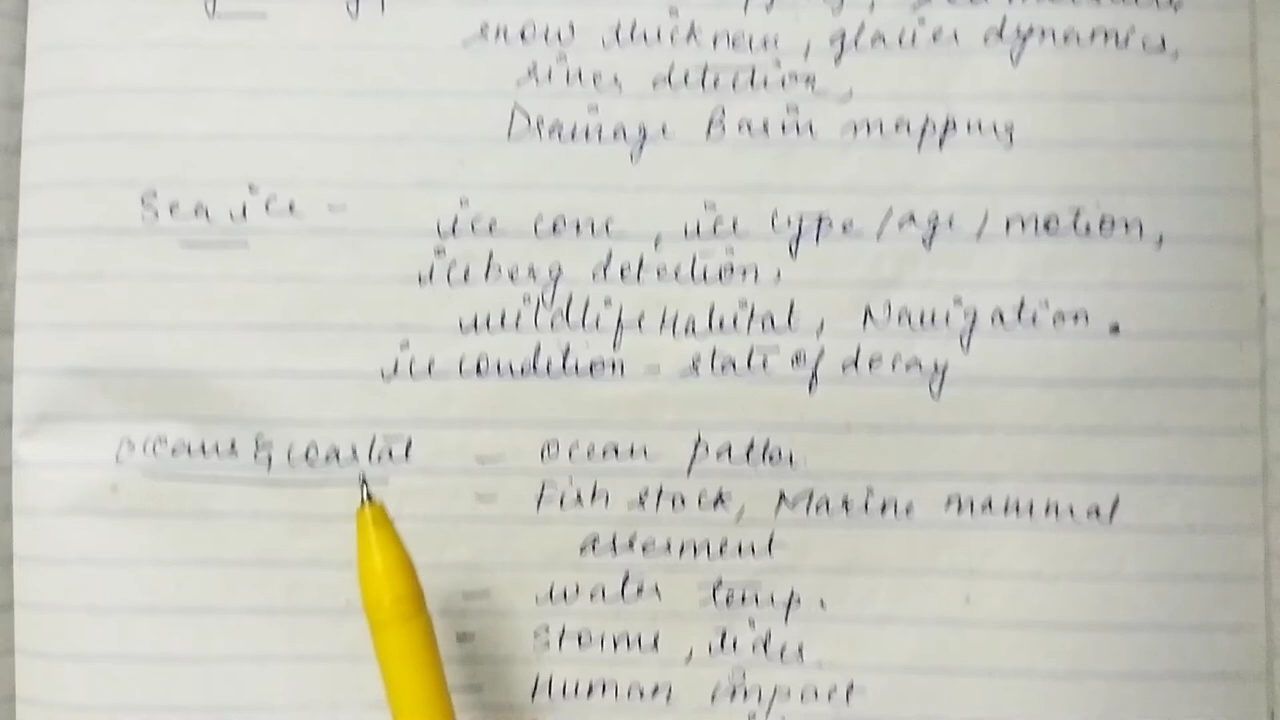 snow thickness, glacier dynamics,
river detection,
Drainage Basin mapping
Sea ice - ice conc, ice type/age/motion,
iceberg detection,
wildlife Habitat, Navigation.
ice condition - state of decay
oceans & coastal - ocean patter
- Fish stock, Marine mammal
assesment
- water temp.
- storms, tides
- Human impact